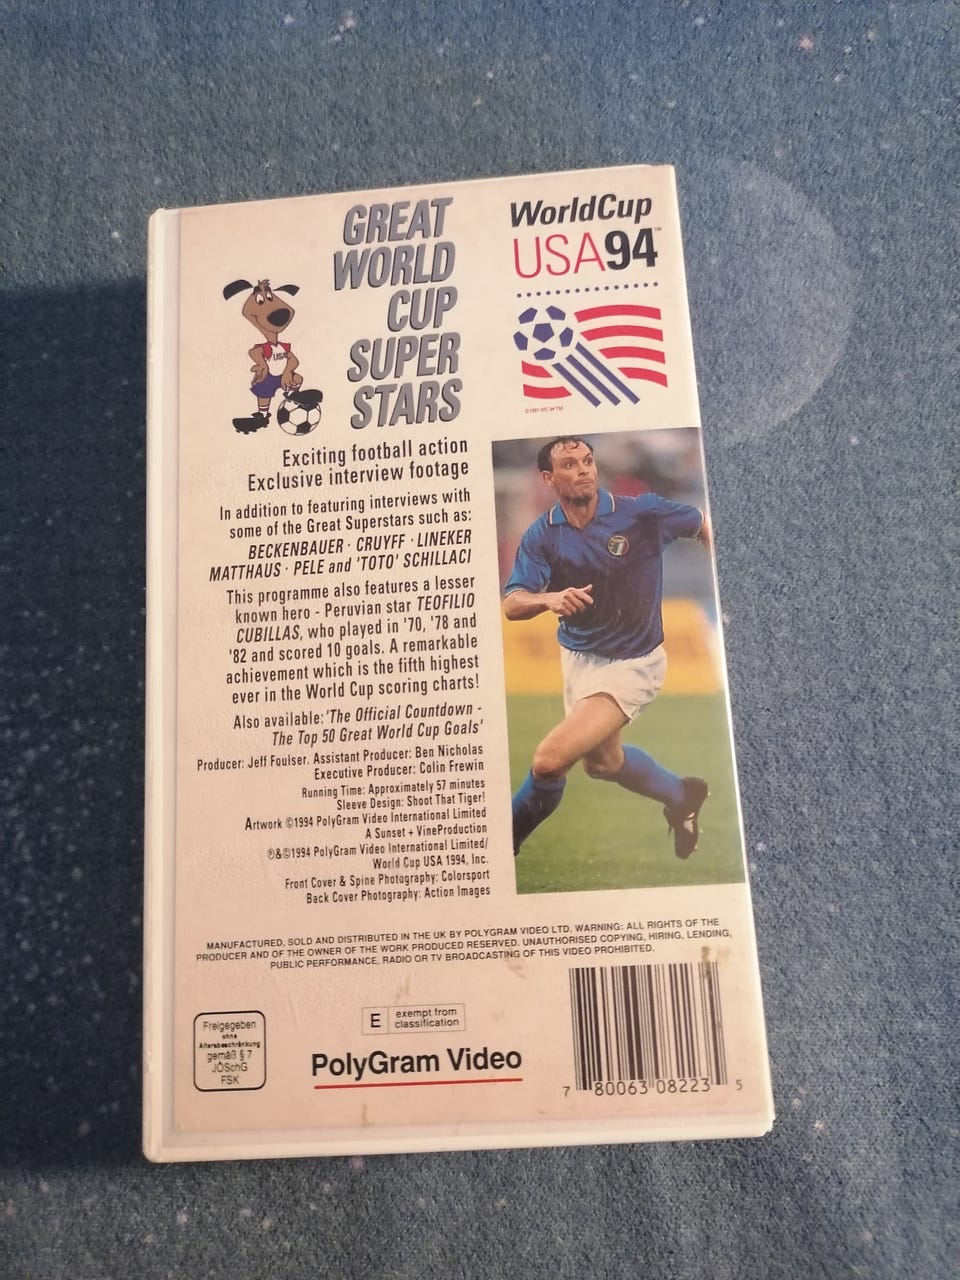 GREAT
WORLD
CUP
SUPER
STARS
WorldCup
USA94™
© 1991 WC 94 TM
USA
Exciting football action
Exclusive interview footage
In addition to featuring interviews with
some of the Great Superstars such as:
BECKENBAUER · CRUYFF · LINEKER
MATTHAUS · PELE and 'TOTO' SCHILLACI
This programme also features a lesser
known hero - Peruvian star TEOFILIO
CUBILLAS, who played in '70, '78 and
'82 and scored 10 goals. A remarkable
achievement which is the fifth highest
ever in the World Cup scoring charts!
Also available: 'The Official Countdown -
The Top 50 Great World Cup Goals'
Producer: Jeff Foulser. Assistant Producer: Ben Nicholas
Executive Producer: Colin Frewin
Running Time: Approximately 57 minutes
Sleeve Design: Shoot That Tiger!
Artwork ©1994 PolyGram Video International Limited
A Sunset + VineProduction
℗&©1994 PolyGram Video International Limited/
World Cup USA 1994, Inc.
Front Cover & Spine Photography: Colorsport
Back Cover Photography: Action Images
MANUFACTURED, SOLD AND DISTRIBUTED IN THE UK BY POLYGRAM VIDEO LTD. WARNING: ALL RIGHTS OF THE
PRODUCER AND OF THE OWNER OF THE WORK PRODUCED RESERVED. UNAUTHORISED COPYING, HIRING, LENDING,
PUBLIC PERFORMANCE, RADIO OR TV BROADCASTING OF THIS VIDEO PROHIBITED.
Freigegeben
ohne
Altersbeschränkung
gemäß § 7
JÖSchG
FSK
E exempt from
classification
PolyGram Video
7 80063 08223 5